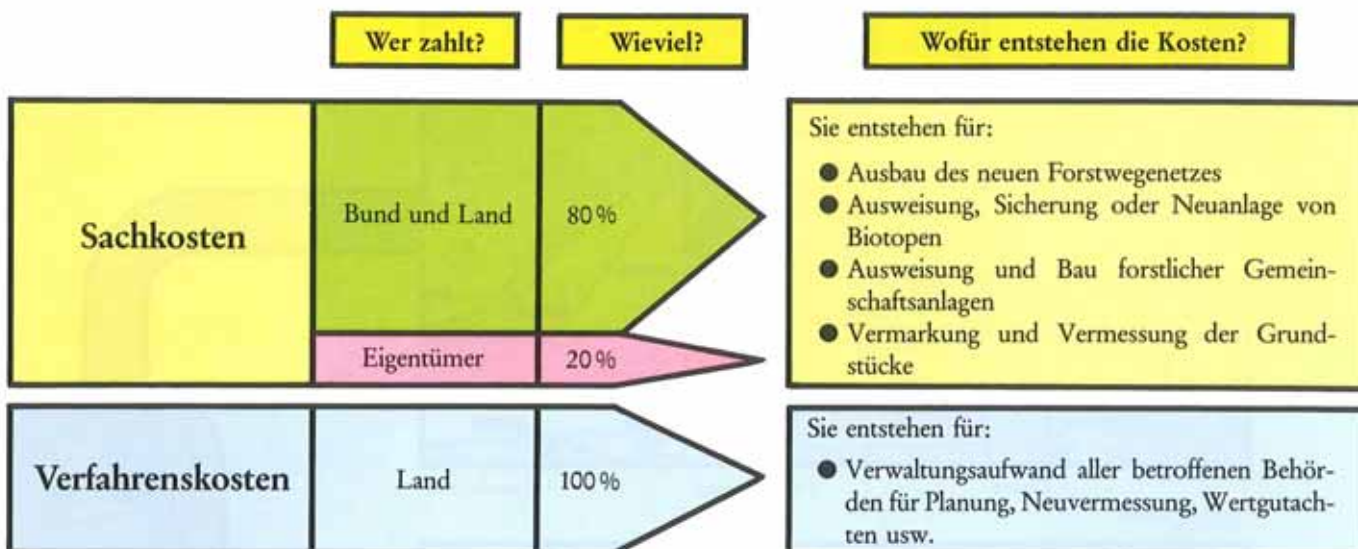 Wer zahlt?
Wieviel?
Wofür entstehen die Kosten?
Sachkosten
Bund und Land
80 %
Eigentümer
20 %
Sie entstehen für:
● Ausbau des neuen Forstwegenetzes
● Ausweisung, Sicherung oder Neuanlage von
Biotopen
● Ausweisung und Bau forstlicher Gemein-
schaftsanlagen
● Vermarkung und Vermessung der Grund-
stücke
Verfahrenskosten
Land
100 %
Sie entstehen für:
● Verwaltungsaufwand aller betroffenen Behör-
den für Planung, Neuvermessung, Wertgutach-
ten usw.